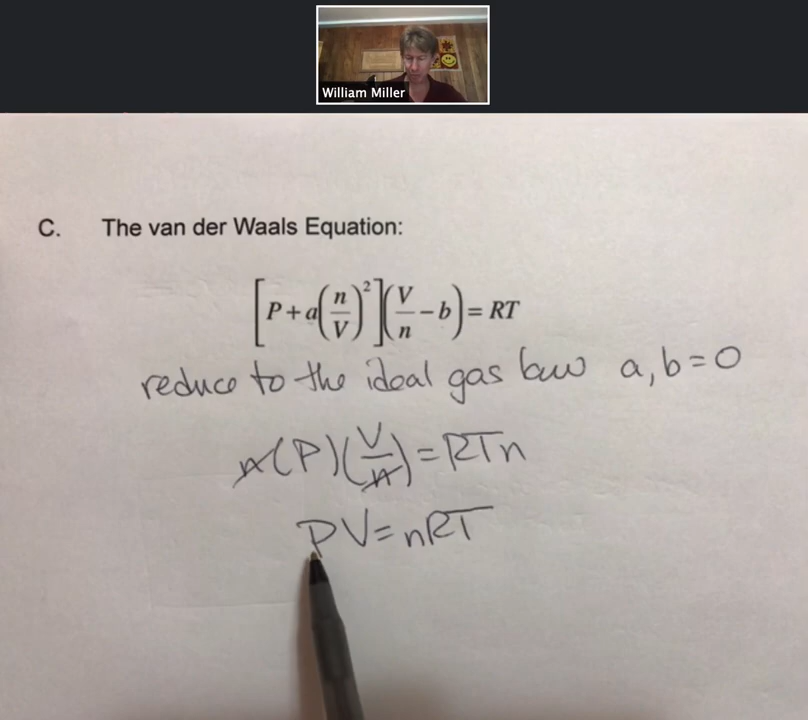 William Miller
C. The van der Waals Equation:
[P+a(n/V)²](V/n-b)=RT
reduce to the ideal gas law a,b=0
n(P)(V/n)=RTn
PV=nRT